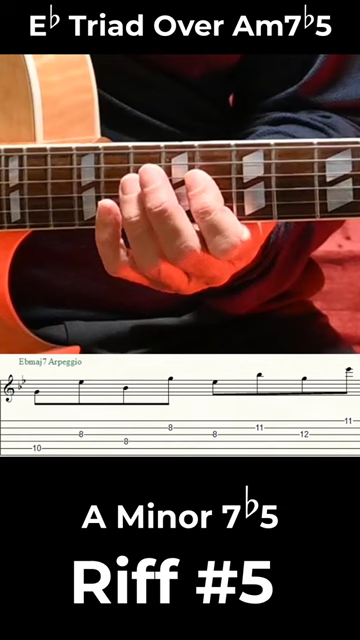 E♭ Triad Over Am7♭5
Ebmaj7 Arpeggio
10 8 8 8 8 11 12 11
A Minor 7♭5
Riff #5